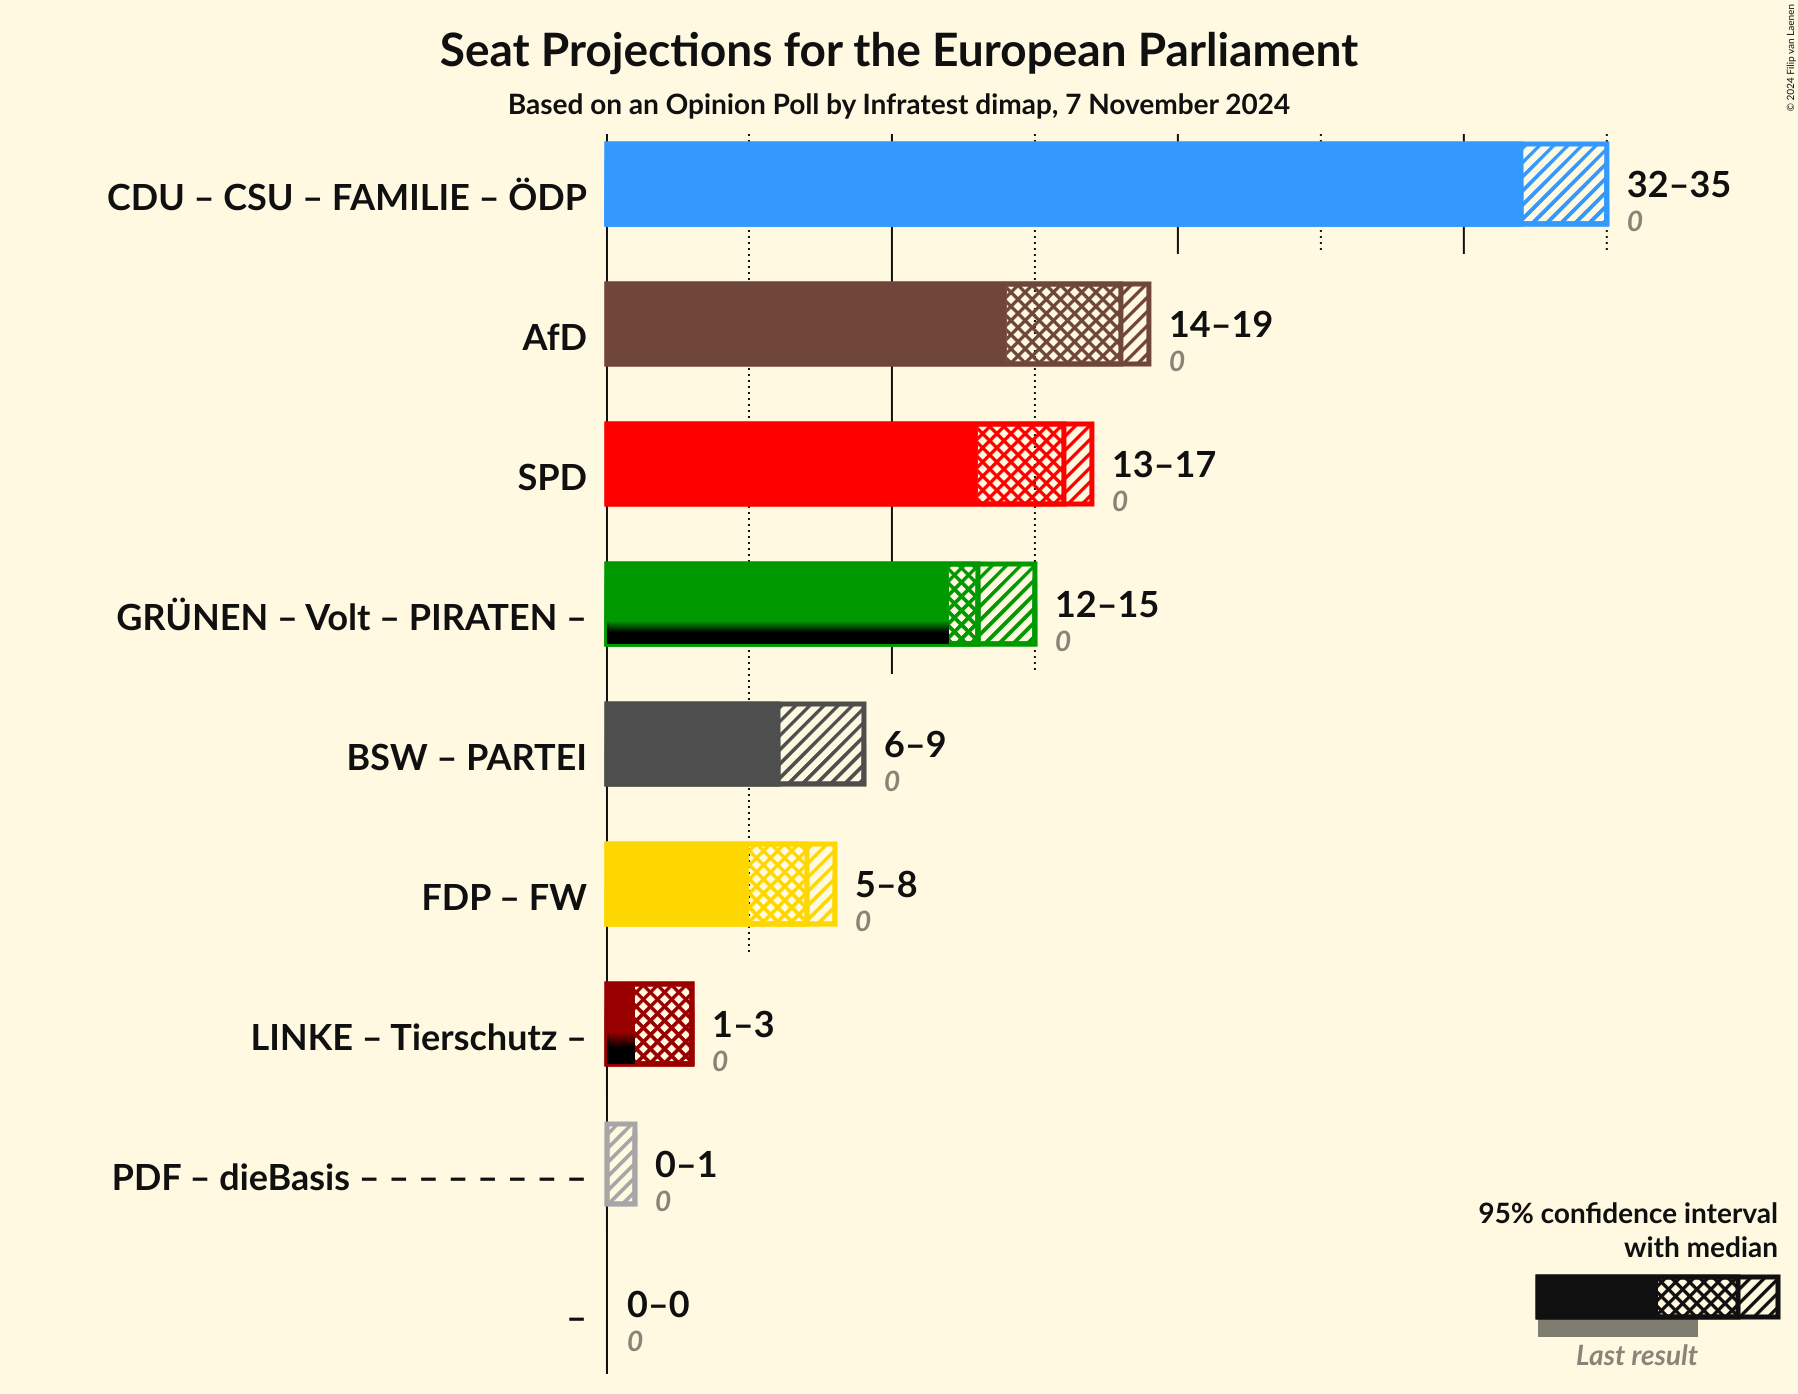 Seat Projections for the European Parliament
Based on an Opinion Poll by Infratest dimap, 7 November 2024
© 2024 Filip van Laenen
CDU – CSU – FAMILIE – ÖDP
32–35
0
AfD
14–19
0
SPD
13–17
0
GRÜNEN – Volt – PIRATEN –
12–15
0
BSW – PARTEI
6–9
0
FDP – FW
5–8
0
LINKE – Tierschutz –
1–3
0
PDF – dieBasis – – – – – – – –
0–1
0
–
0–0
0
95% confidence interval
with median
Last result